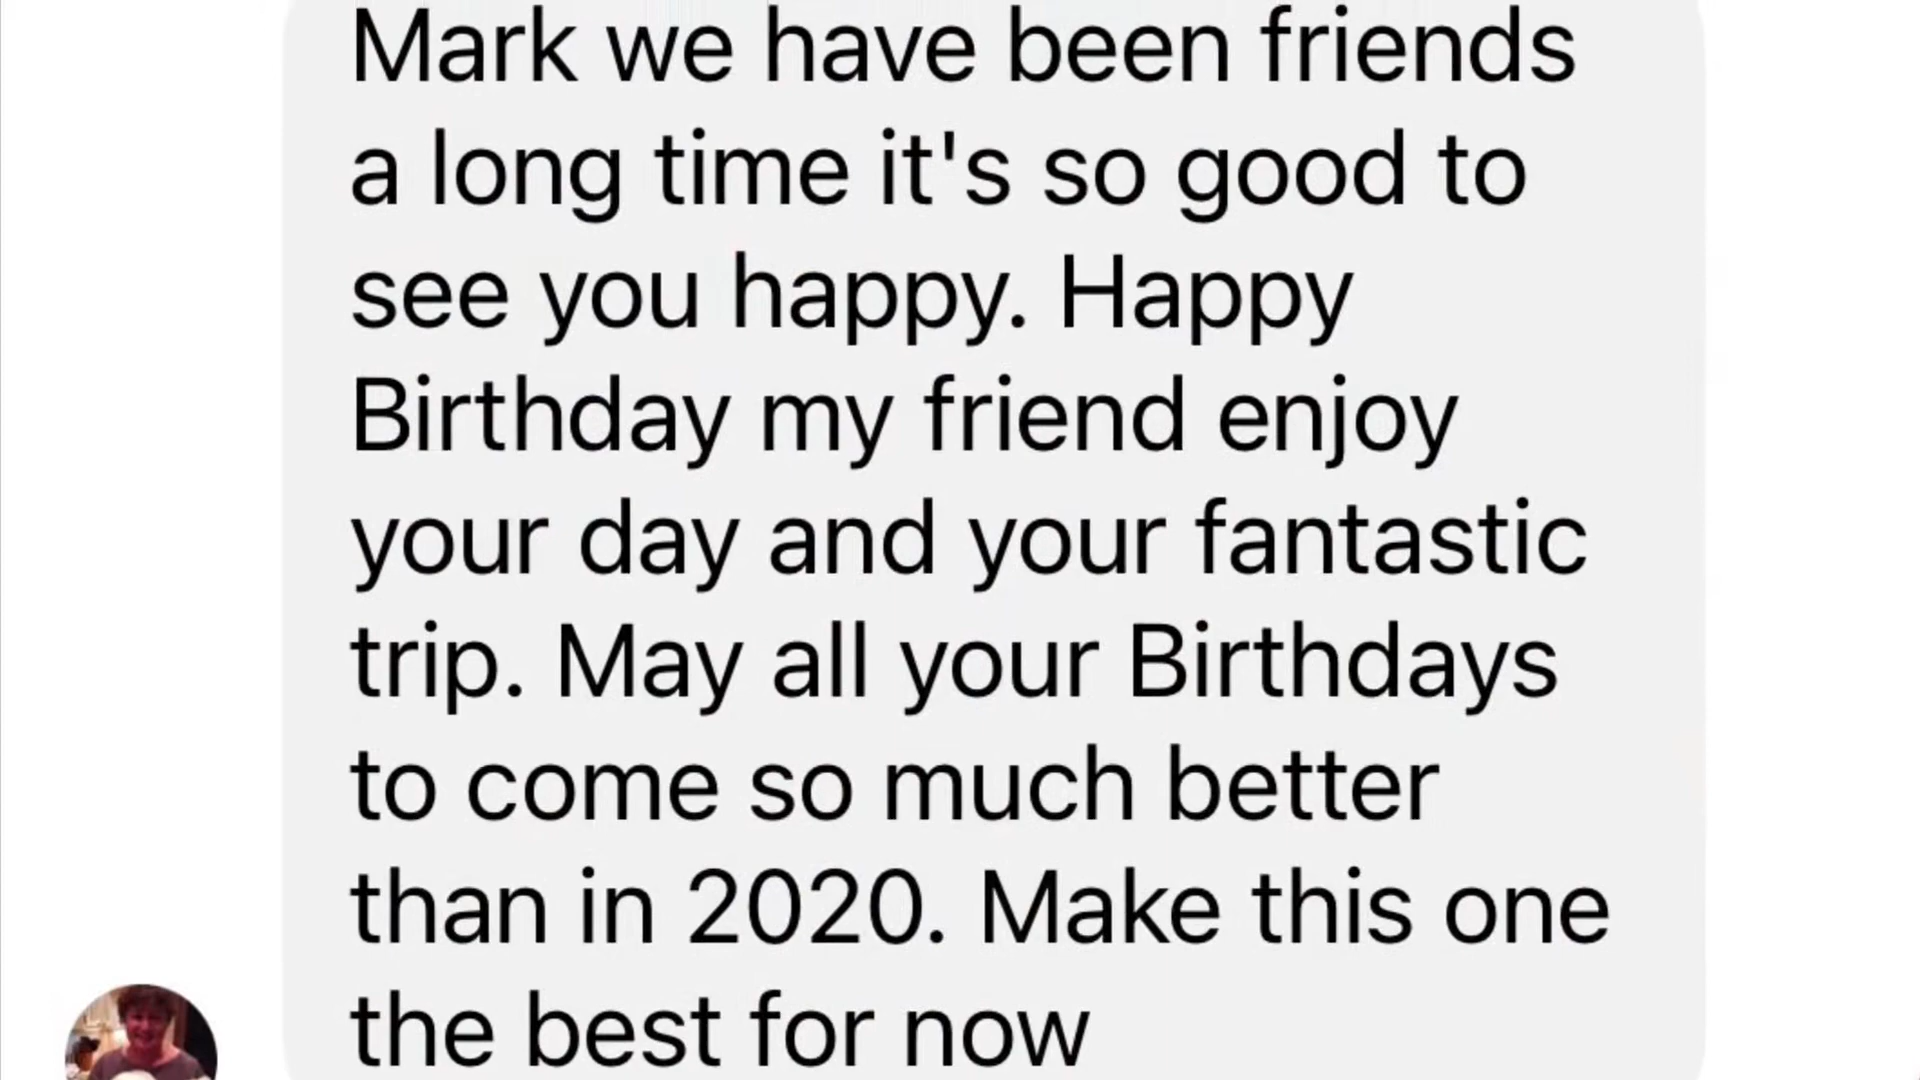 Mark we have been friends
a long time it's so good to
see you happy. Happy
Birthday my friend enjoy
your day and your fantastic
trip. May all your Birthdays
to come so much better
than in 2020. Make this one
the best for now